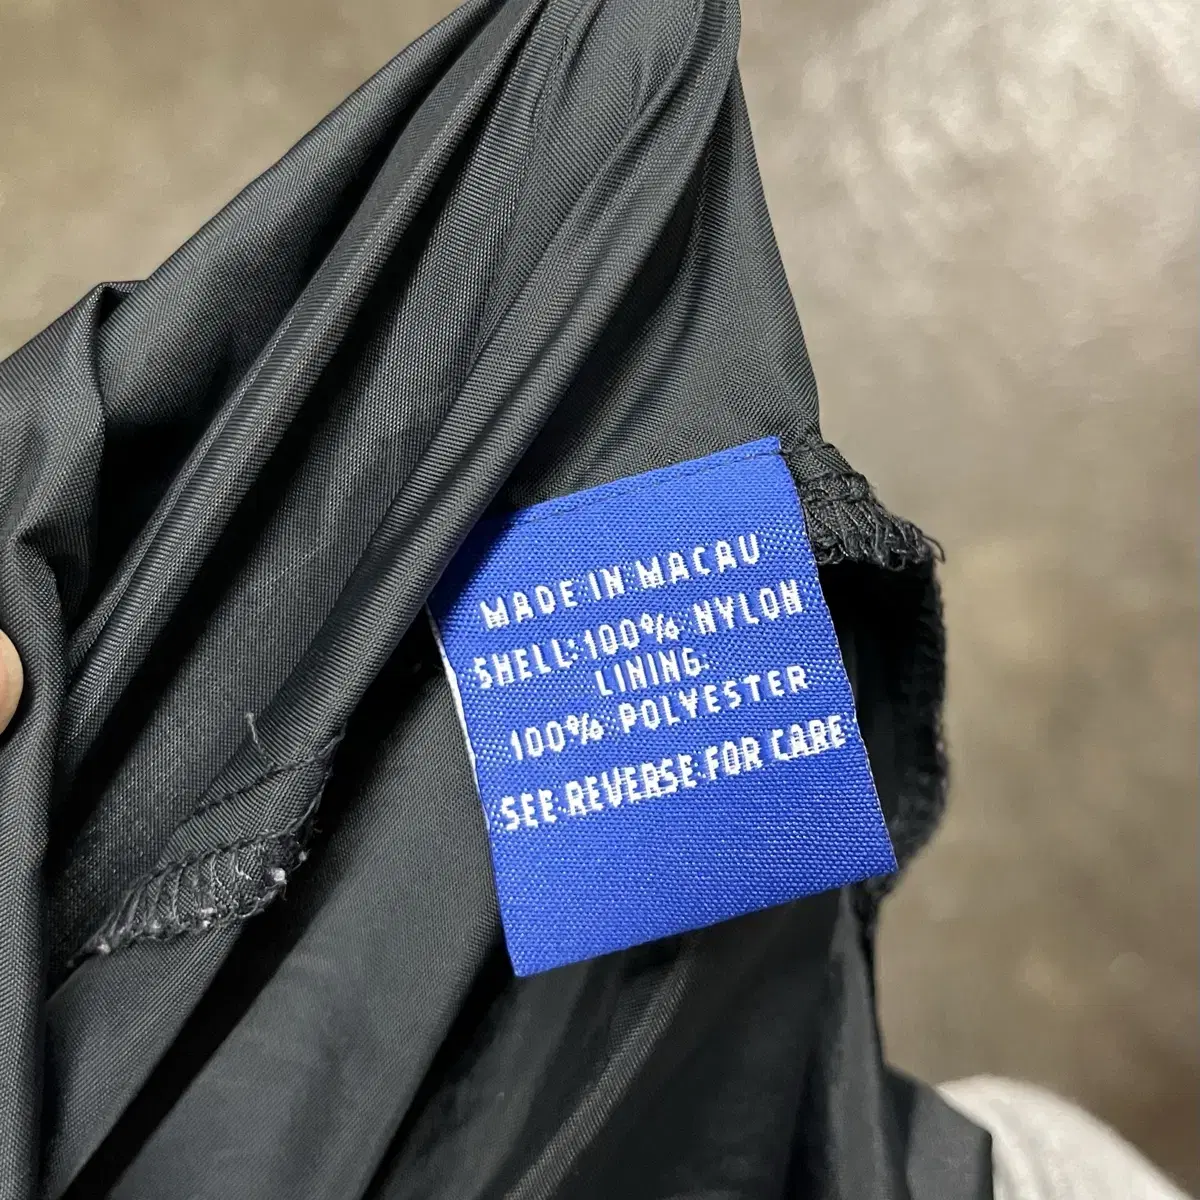 MADE IN MACAU
SHELL: 100% NYLON
LINING:
100% POLYESTER
SEE REVERSE FOR CARE